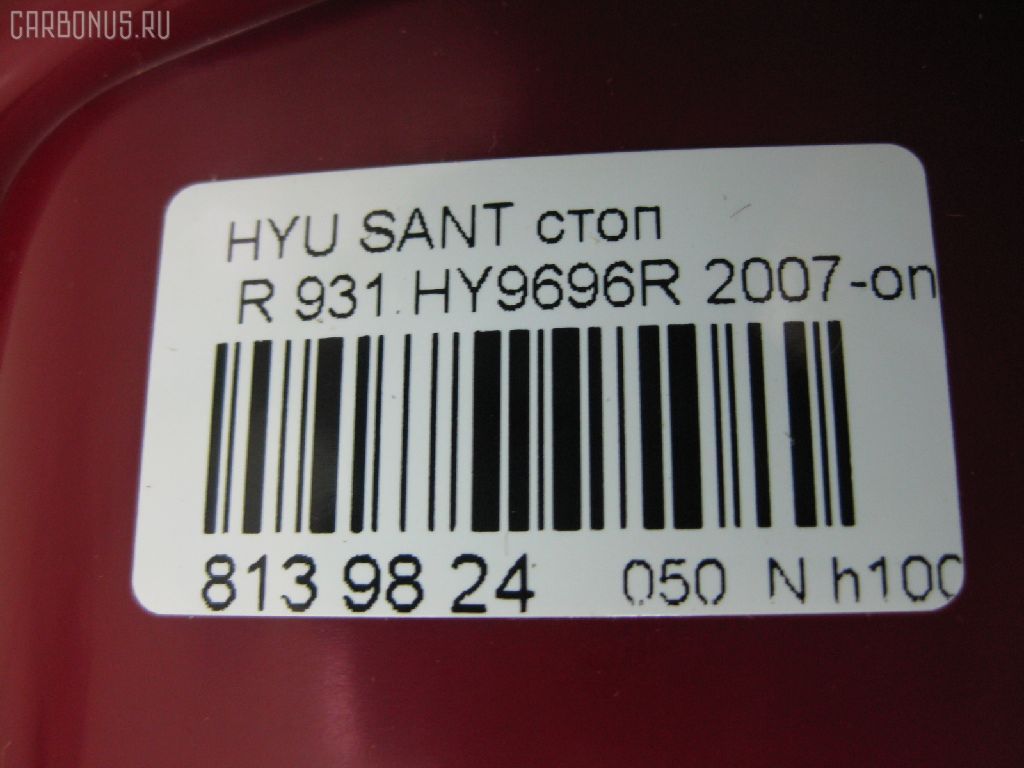 CARBONUS.RU
HYU SANT стоп
R 931 HY9696R 2007-on
813 98 24 050 N h100